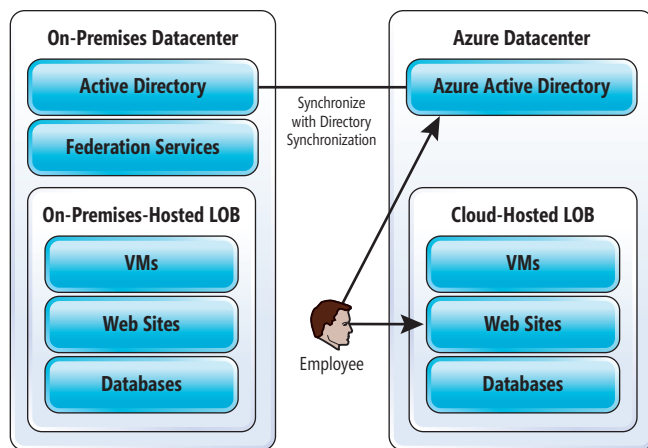 On-Premises Datacenter
Active Directory
Federation Services
On-Premises-Hosted LOB
VMs
Web Sites
Databases
Synchronize
with Directory
Synchronization
Employee
Azure Datacenter
Azure Active Directory
Cloud-Hosted LOB
VMs
Web Sites
Databases